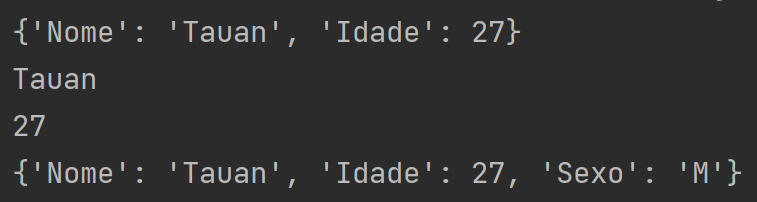 {'Nome': 'Tauan', 'Idade': 27}
Tauan
27
{'Nome': 'Tauan', 'Idade': 27, 'Sexo': 'M'}